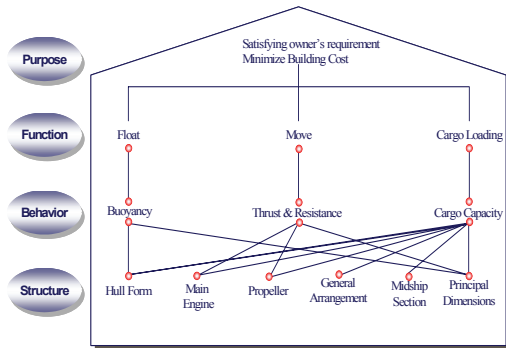 Purpose
Satisfying owner's requirement
Minimize Building Cost
Function
Float
Move
Cargo Loading
Behavior
Buoyancy
Thrust & Resistance
Cargo Capacity
Structure
Hull Form
Main
Engine
Propeller
General
Arrangement
Midship
Section
Principal
Dimensions